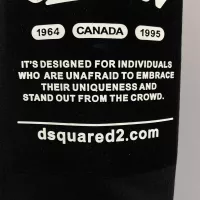 1964 CANADA 1995
IT'S DESIGNED FOR INDIVIDUALS
WHO ARE UNAFRAID TO EMBRACE
THEIR UNIQUENESS AND
STAND OUT FROM THE CROWD.
dsquared2.com